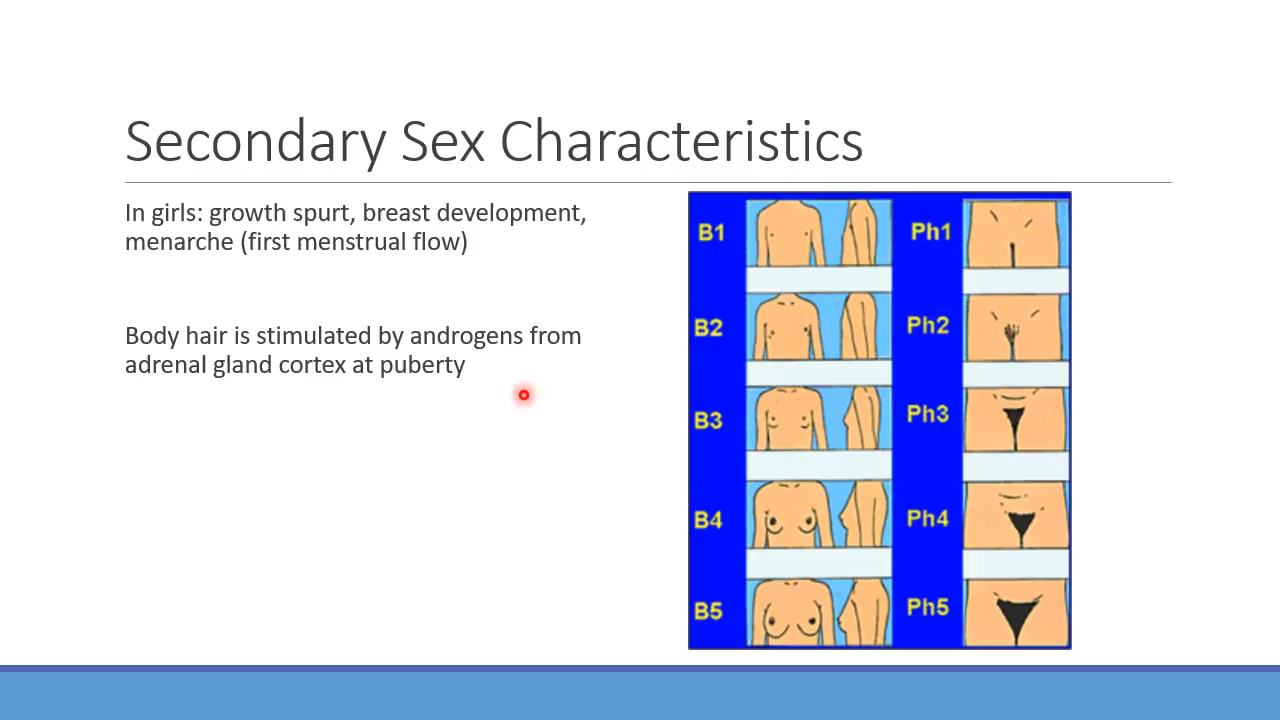 Secondary Sex Characteristics
In girls: growth spurt, breast development,
menarche (first menstrual flow)
Body hair is stimulated by androgens from
adrenal gland cortex at puberty
B1 Ph1
B2 Ph2
B3 Ph3
B4 Ph4
B5 Ph5